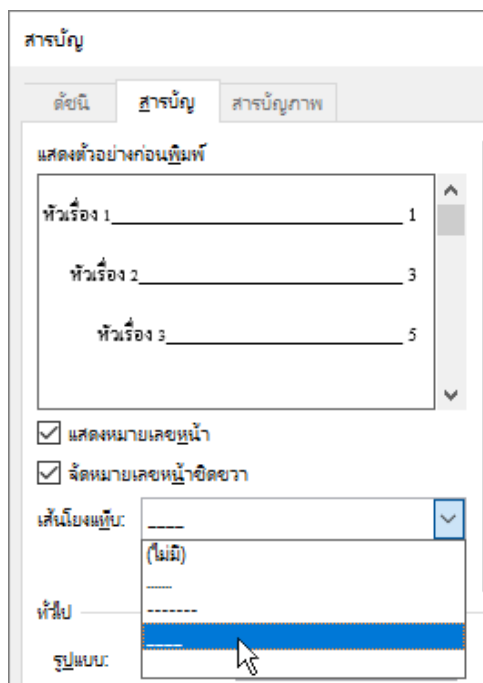 สารบัญ
ดัชนี สารบัญ สารบัญภาพ
แสดงตัวอย่างก่อนพิมพ์
หัวเรื่อง 1____________________ 1
หัวเรื่อง 2____________________ 3
หัวเรื่อง 3____________________ 5
แสดงหมายเลขหน้า
จัดหมายเลขหน้าชิดขวา
เส้นโยงแท็บ: ____
(ไม่มี)
......
-------
____
ทั่วไป
รูปแบบ: